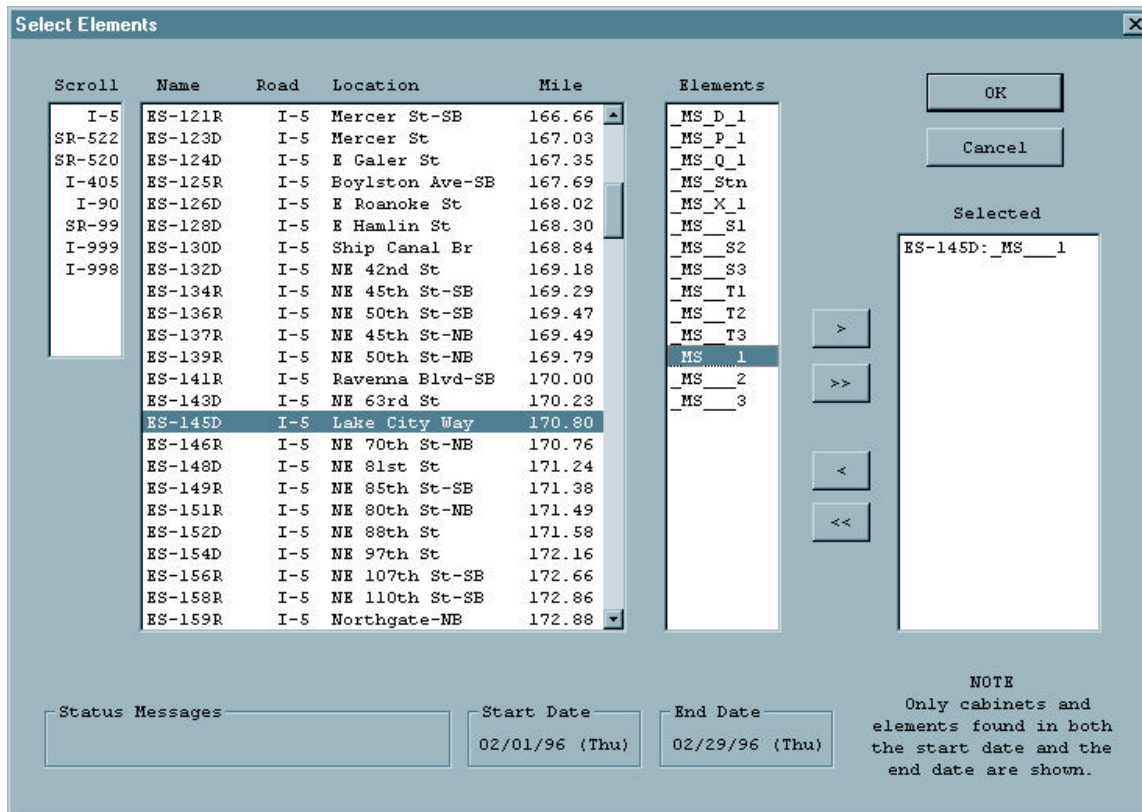 Select Elements
Scroll Name Road Location Mile Elements
I-5
SR-522
SR-520
I-405
I-90
SR-99
I-999
I-998
ES-121R I-5 Mercer St-SB 166.66
ES-123D I-5 Mercer St 167.03
ES-124D I-5 E Galer St 167.35
ES-125R I-5 Boylston Ave-SB 167.69
ES-126D I-5 E Roanoke St 168.02
ES-128D I-5 E Hamlin St 168.30
ES-130D I-5 Ship Canal Br 168.84
ES-132D I-5 NE 42nd St 169.18
ES-134R I-5 NE 45th St-SB 169.29
ES-136R I-5 NE 50th St-SB 169.47
ES-137R I-5 NE 45th St-NB 169.49
ES-139R I-5 NE 50th St-NB 169.79
ES-141R I-5 Ravenna Blvd-SB 170.00
ES-143D I-5 NE 63rd St 170.23
ES-145D I-5 Lake City Way 170.80
ES-146R I-5 NE 70th St-NB 170.76
ES-148D I-5 NE 81st St 171.24
ES-149R I-5 NE 85th St-SB 171.38
ES-151R I-5 NE 80th St-NB 171.49
ES-152D I-5 NE 88th St 171.58
ES-154D I-5 NE 97th St 172.16
ES-156R I-5 NE 107th St-SB 172.66
ES-158R I-5 NE 110th St-SB 172.86
ES-159R I-5 Northgate-NB 172.88
_MS_D_1
_MS_P_1
_MS_Q_1
_MS_Stn
_MS_X_1
_MS__S1
_MS__S2
_MS__S3
_MS__T1
_MS__T2
_MS__T3
_MS___1
_MS___2
_MS___3
>
>>
<
<<
OK
Cancel
Selected
ES-145D:_MS___1
Status Messages
Start Date
02/01/96 (Thu)
End Date
02/29/96 (Thu)
NOTE
Only cabinets and
elements found in both
the start date and the
end date are shown.